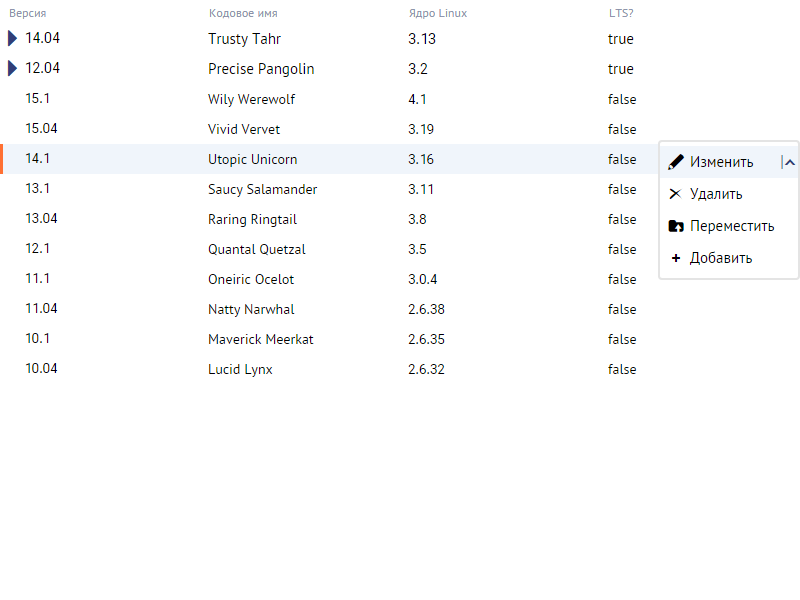 Версия Кодовое имя Ядро Linux LTS?
14.04 Trusty Tahr 3.13 true
12.04 Precise Pangolin 3.2 true
15.1 Wily Werewolf 4.1 false
15.04 Vivid Vervet 3.19 false
14.1 Utopic Unicorn 3.16 false
13.1 Saucy Salamander 3.11 false
13.04 Raring Ringtail 3.8 false
12.1 Quantal Quetzal 3.5 false
11.1 Oneiric Ocelot 3.0.4 false
11.04 Natty Narwhal 2.6.38 false
10.1 Maverick Meerkat 2.6.35 false
10.04 Lucid Lynx 2.6.32 false
Изменить
Удалить
Переместить
Добавить